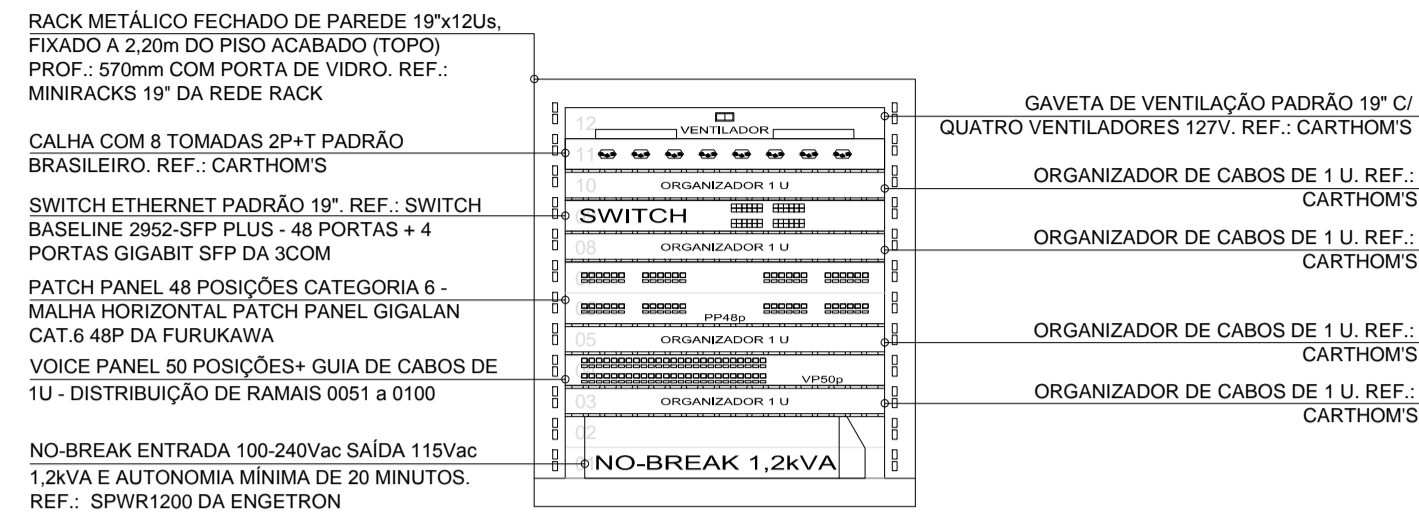 RACK METÁLICO FECHADO DE PAREDE 19"x12Us,
FIXADO A 2,20m DO PISO ACABADO (TOPO)
PROF.: 570mm COM PORTA DE VIDRO. REF.:
MINIRACKS 19" DA REDE RACK
CALHA COM 8 TOMADAS 2P+T PADRÃO
BRASILEIRO. REF.: CARTHOM'S
SWITCH ETHERNET PADRÃO 19". REF.: SWITCH
BASELINE 2952-SFP PLUS - 48 PORTAS + 4
PORTAS GIGABIT SFP DA 3COM
PATCH PANEL 48 POSIÇÕES CATEGORIA 6 -
MALHA HORIZONTAL PATCH PANEL GIGALAN
CAT.6 48P DA FURUKAWA
VOICE PANEL 50 POSIÇÕES+ GUIA DE CABOS DE
1U - DISTRIBUIÇÃO DE RAMAIS 0051 a 0100
NO-BREAK ENTRADA 100-240Vac SAÍDA 115Vac
1,2kVA E AUTONOMIA MÍNIMA DE 20 MINUTOS.
REF.: SPWR1200 DA ENGETRON
12
VENTILADOR
11
10 ORGANIZADOR 1 U
SWITCH
08 ORGANIZADOR 1 U
PP48p
05 ORGANIZADOR 1 U
VP50p
03 ORGANIZADOR 1 U
02
01 NO-BREAK 1,2kVA
GAVETA DE VENTILAÇÃO PADRÃO 19" C/
QUATRO VENTILADORES 127V. REF.: CARTHOM'S
ORGANIZADOR DE CABOS DE 1 U. REF.:
CARTHOM'S
ORGANIZADOR DE CABOS DE 1 U. REF.:
CARTHOM'S
ORGANIZADOR DE CABOS DE 1 U. REF.:
CARTHOM'S
ORGANIZADOR DE CABOS DE 1 U. REF.:
CARTHOM'S